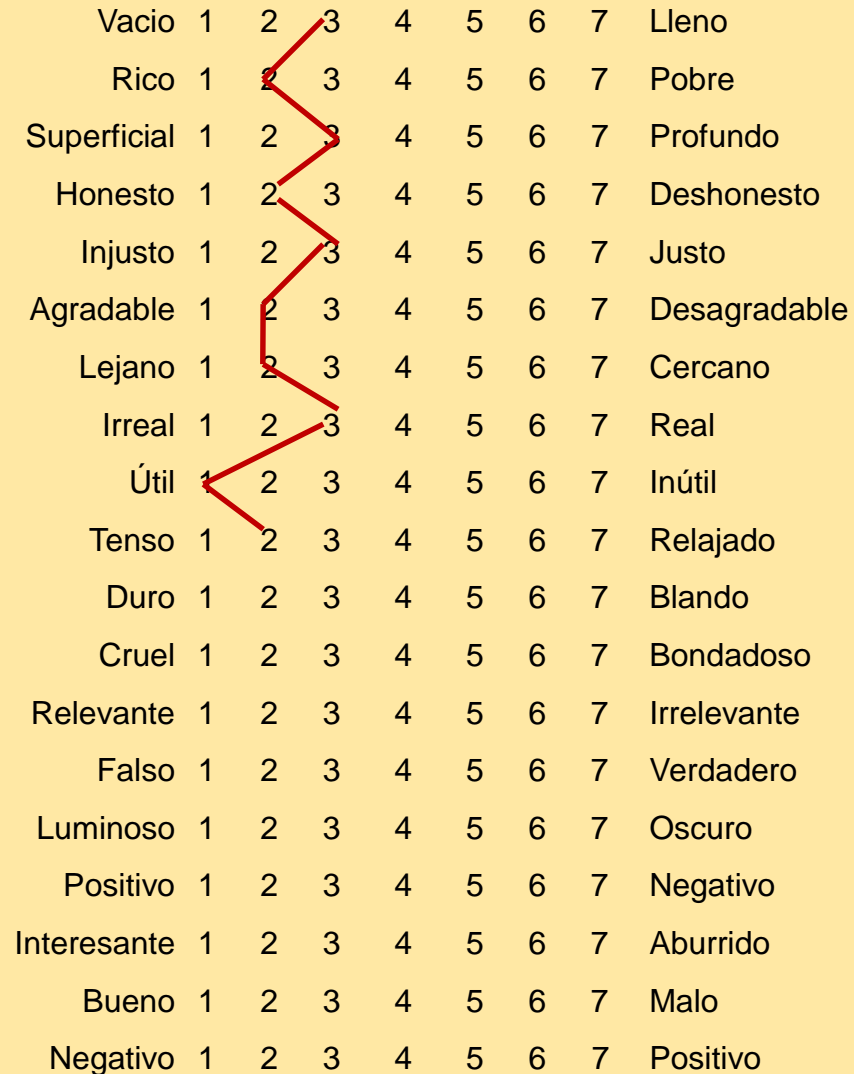 Vacio 1 2 3 4 5 6 7 Lleno
Rico 1 2 3 4 5 6 7 Pobre
Superficial 1 2 3 4 5 6 7 Profundo
Honesto 1 2 3 4 5 6 7 Deshonesto
Injusto 1 2 3 4 5 6 7 Justo
Agradable 1 2 3 4 5 6 7 Desagradable
Lejano 1 2 3 4 5 6 7 Cercano
Irreal 1 2 3 4 5 6 7 Real
Útil 1 2 3 4 5 6 7 Inútil
Tenso 1 2 3 4 5 6 7 Relajado
Duro 1 2 3 4 5 6 7 Blando
Cruel 1 2 3 4 5 6 7 Bondadoso
Relevante 1 2 3 4 5 6 7 Irrelevante
Falso 1 2 3 4 5 6 7 Verdadero
Luminoso 1 2 3 4 5 6 7 Oscuro
Positivo 1 2 3 4 5 6 7 Negativo
Interesante 1 2 3 4 5 6 7 Aburrido
Bueno 1 2 3 4 5 6 7 Malo
Negativo 1 2 3 4 5 6 7 Positivo